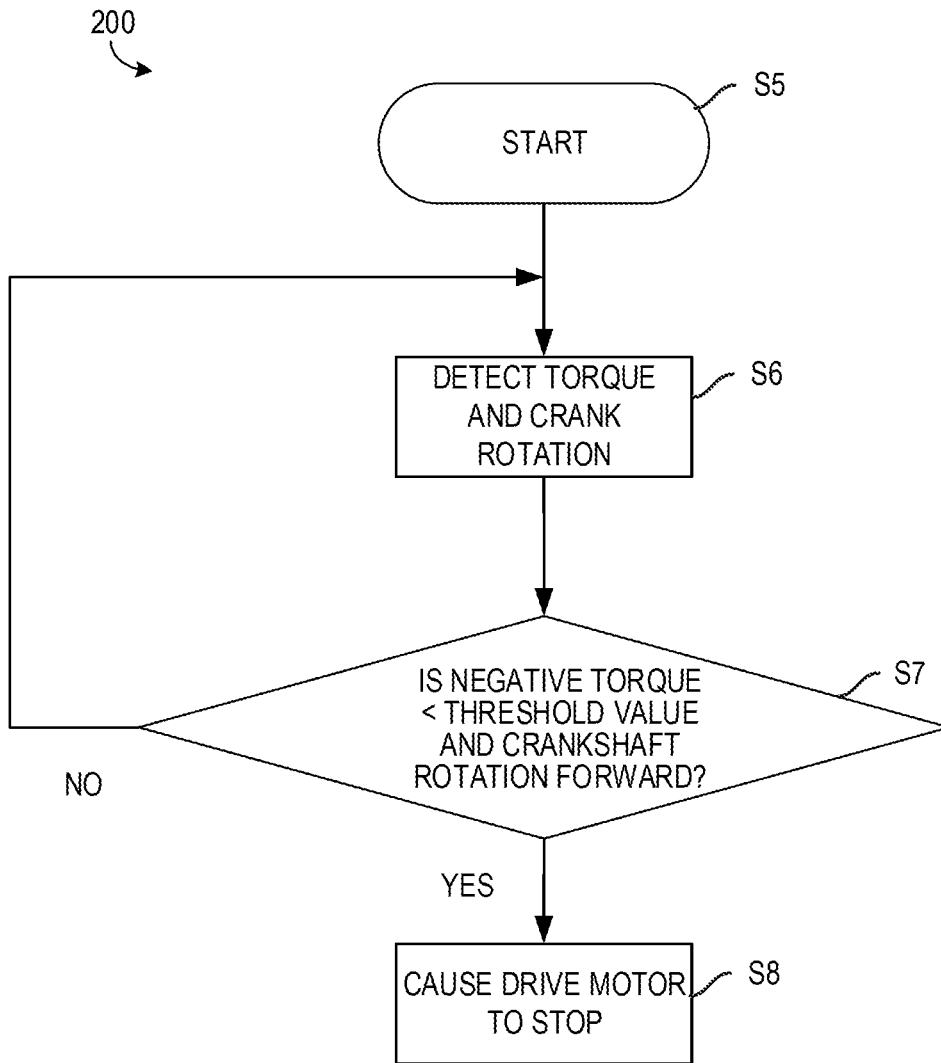 200
S5
START
DETECT TORQUE
AND CRANK
ROTATION
S6
IS NEGATIVE TORQUE
< THRESHOLD VALUE
AND CRANKSHAFT
ROTATION FORWARD?
S7
NO
YES
CAUSE DRIVE MOTOR
TO STOP
S8